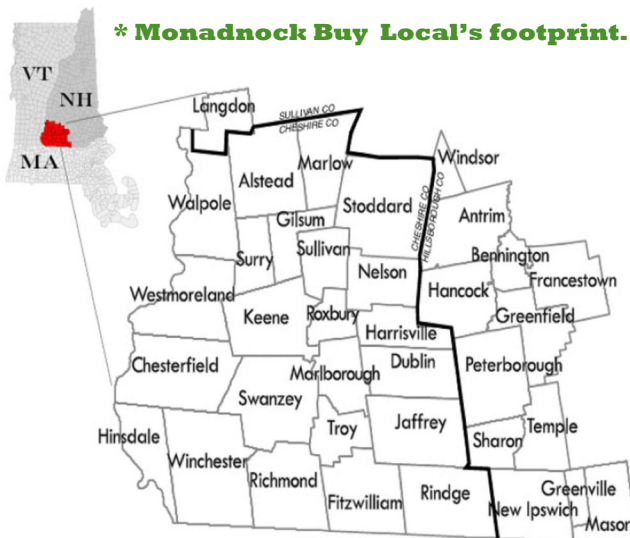 * Monadnock Buy Local's footprint.
VT
NH
MA
Langdon
SULLIVAN CO
CHESHIRE CO
Windsor
Marlow
Alstead
Walpole
Stoddard
Antrim
Gilsum
CHESHIRE CO
HILLSBOROUGH CO
Sullivan
Surry
Bennington
Nelson
Francestown
Hancock
Westmoreland
Keene
Roxbury
Greenfield
Harrisville
Chesterfield
Dublin
Peterborough
Marlborough
Swanzey
Jaffrey
Troy
Temple
Hinsdale
Sharon
Winchester
Richmond
Rindge
Greenville
Fitzwilliam
New Ipswich
Mason